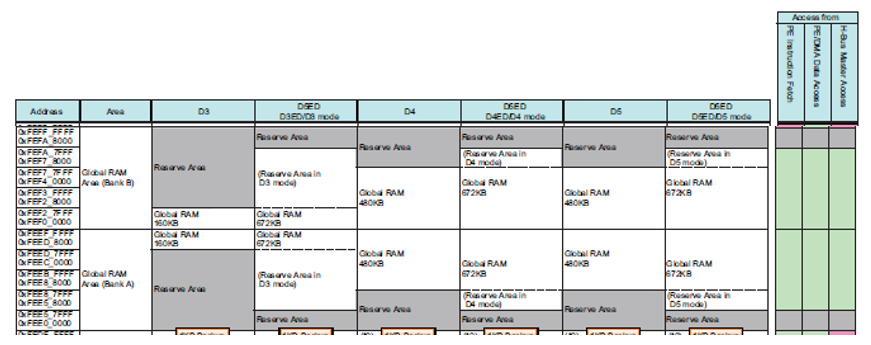 Access from
PE Instruction Fetch
PE/DMA Data Access
H-Bus Master Access
Address Area D3 D5ED D3ED/D3 mode D4 D5ED D4ED/D4 mode D5 D5ED D5ED/D5 mode
0xFEFF_FFFF
0xFEFA_8000
Reserve Area Reserve Area Reserve Area
0xFEFA_7FFF
0xFEF7_8000
Reserve Area Reserve Area
(Reserve Area in
D4 mode)
(Reserve Area in
D5 mode)
Global RAM
Area (Bank B)
Reserve Area
(Reserve Area in
D3 mode)
0xFEF7_7FFF
0xFEF4_0000
Global RAM
672KB
Global RAM
672KB
0xFEF3_FFFF
0xFEF2_8000
Global RAM
480KB
Global RAM
480KB
0xFEF2_7FFF
0xFEF0_0000
Global RAM
160KB
Global RAM
672KB
0xFEEF_FFFF
0xFEED_8000
Global RAM
160KB
Global RAM
672KB
0xFEED_7FFF
0xFEEC_0000
Global RAM
480KB
Global RAM
480KB
0xFEEB_FFFF
0xFEE8_8000
Global RAM
Area (Bank A)
(Reserve Area in
D3 mode)
Global RAM
672KB
Global RAM
672KB
Reserve Area
0xFEE8_7FFF
0xFEE5_8000
(Reserve Area in
D4 mode)
(Reserve Area in
D5 mode)
Reserve Area Reserve Area
0xFEE5_7FFF
0xFEE0_0000
Reserve Area Reserve Area Reserve Area